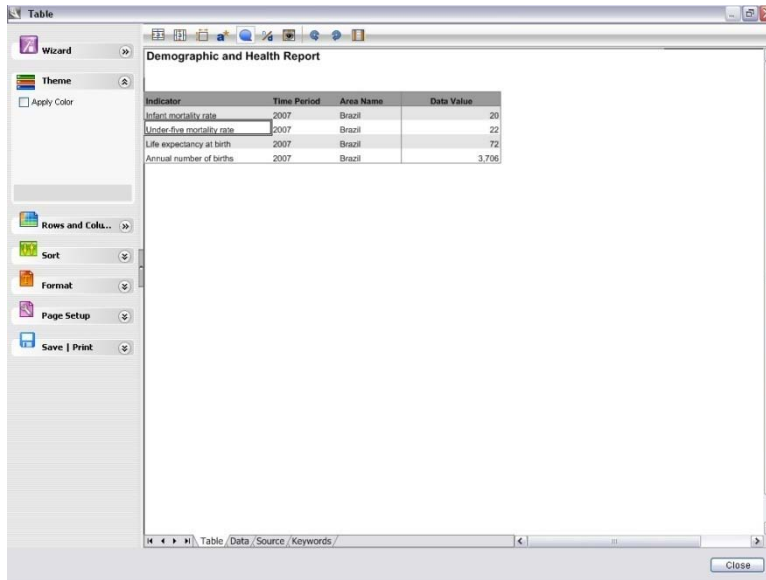 Table
Wizard
Theme
Apply Color
Rows and Colu...
Sort
Format
Page Setup
Save | Print
Demographic and Health Report
Indicator Time Period Area Name Data Value
Infant mortality rate 2007 Brazil 20
Under-five mortality rate 2007 Brazil 22
Life expectancy at birth 2007 Brazil 72
Annual number of births 2007 Brazil 3,706
Table Data Source Keywords
Close